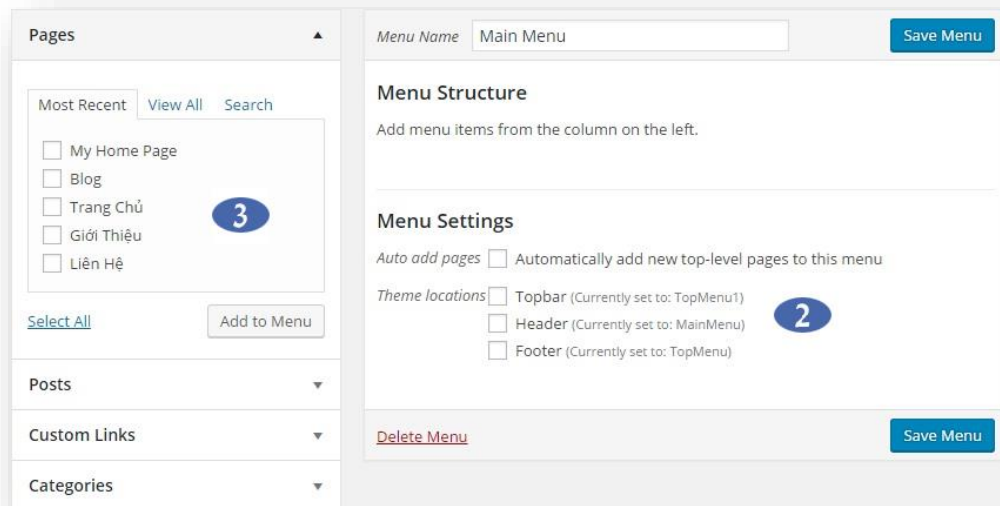 Pages
Most Recent View All Search
My Home Page
Blog
Trang Chủ
Giới Thiệu
Liên Hệ
3
Select All Add to Menu
Posts
Custom Links
Categories
Menu Name Main Menu Save Menu
Menu Structure
Add menu items from the column on the left.
Menu Settings
Auto add pages Automatically add new top-level pages to this menu
Theme locations Topbar (Currently set to: TopMenu1)
Header (Currently set to: MainMenu)
Footer (Currently set to: TopMenu)
2
Delete Menu Save Menu